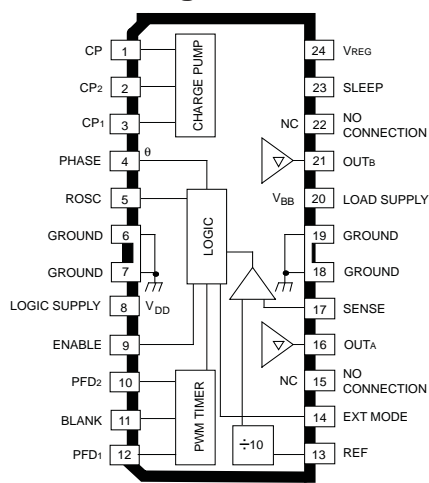 CP 1 CHARGE PUMP 24 VREG
CP2 2 23 SLEEP
CP1 3 NC 22 NO CONNECTION
PHASE 4 θ 21 OUTB
ROSC 5 LOGIC VBB 20 LOAD SUPPLY
GROUND 6 19 GROUND
GROUND 7 18 GROUND
LOGIC SUPPLY 8 VDD 17 SENSE
ENABLE 9 16 OUTA
PFD2 10 PWM TIMER NC 15 NO CONNECTION
BLANK 11 14 EXT MODE
PFD1 12 ÷10 13 REF